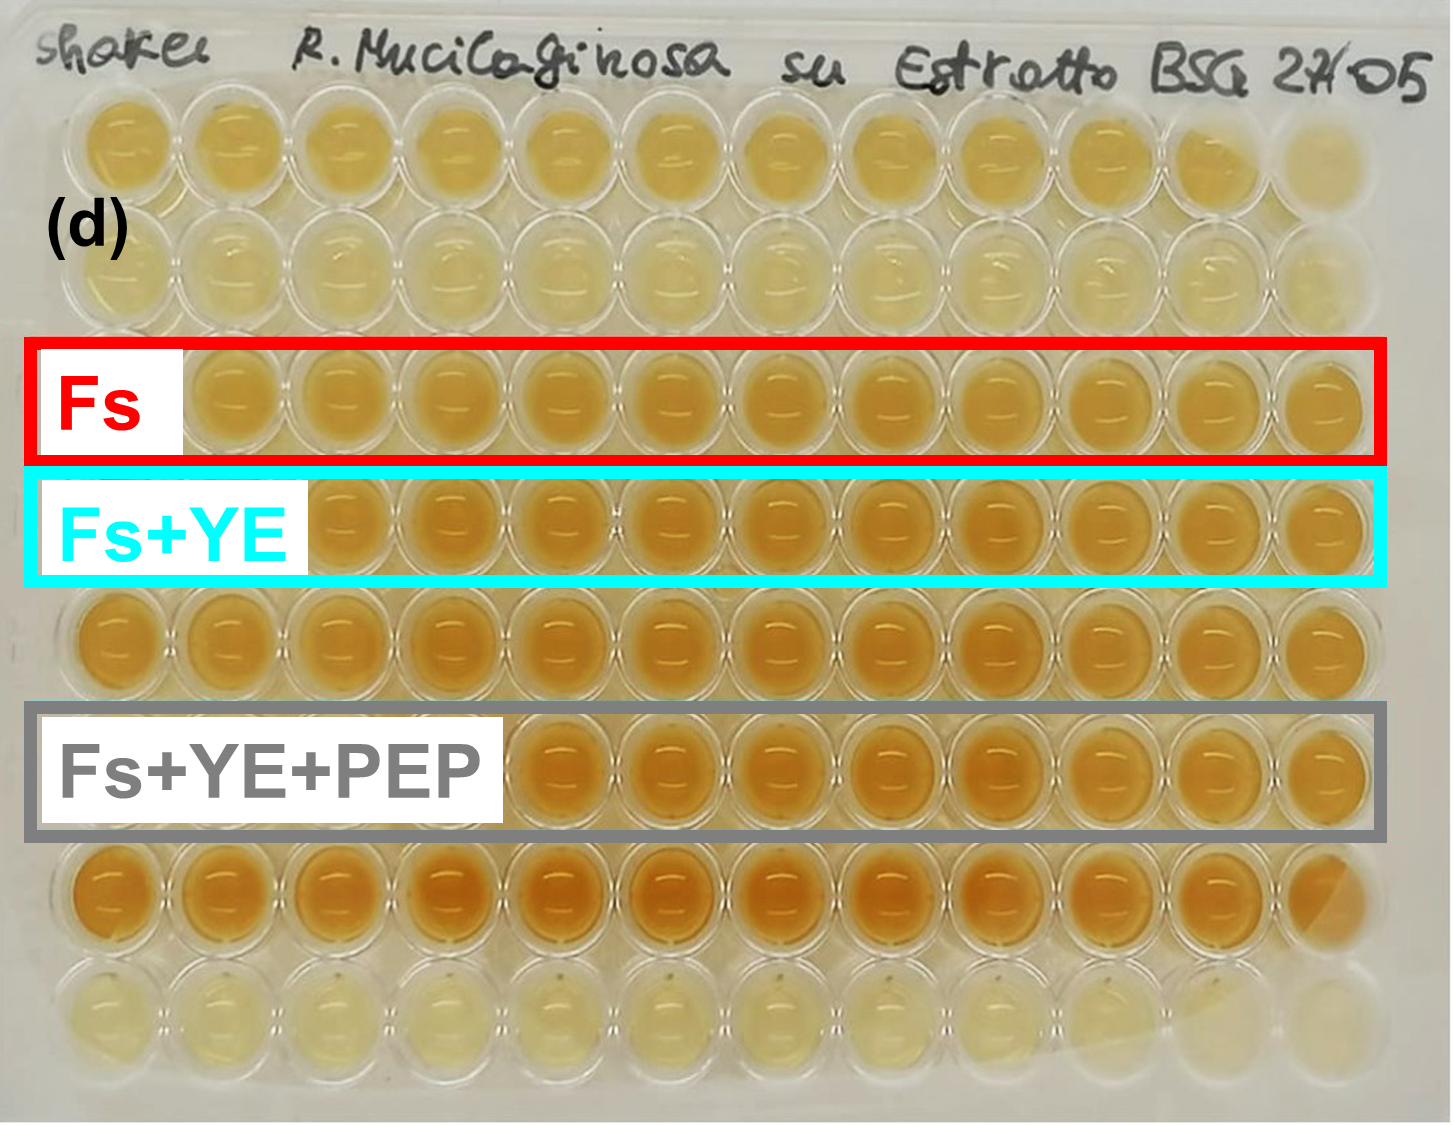 shaker R. Mucilaginosa su Estratto BSG 27/05
(d)
Fs
Fs+YE
Fs+YE+PEP